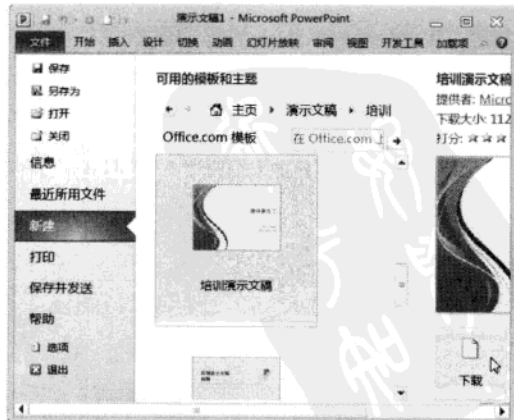 演示文稿1 - Microsoft PowerPoint
文件 开始 插入 设计 切换 动画 幻灯片放映 审阅 视图 开发工具 加载项
保存
另存为
打开
关闭
信息
最近所用文件
新建
打印
保存并发送
帮助
选项
退出
可用的模板和主题
主页 演示文稿 培训
Office.com 模板 在 Office.com 上
培训演示文稿
培训演示文稿
提供者: Micro
下载大小: 112
打分:
下载